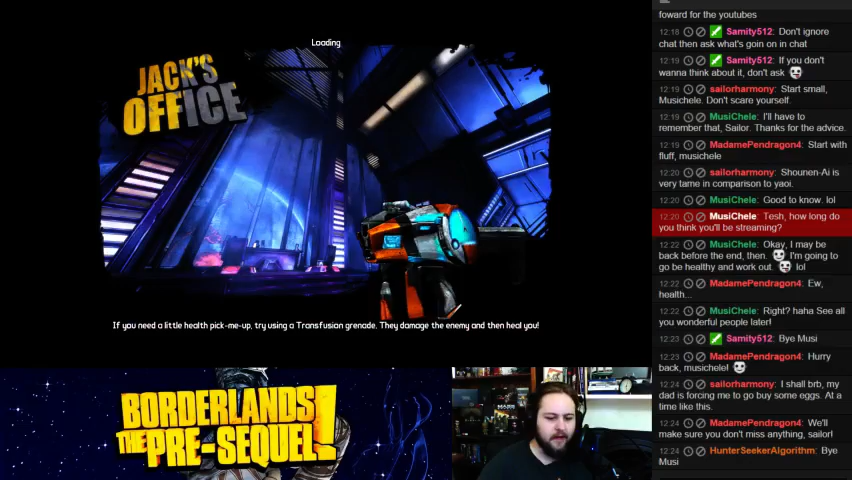 Loading
JACK'S
OFFICE
If you need a little health pick-me-up, try using a Transfusion grenade. They damage the enemy and then heal you!
BORDERLANDS
THE PRE-SEQUEL!
foward for the youtubes
12:18 Samity512: Don't ignore
chat then ask what's goin on in chat
12:19 Samity512: If you don't
wanna think about it, don't ask
12:19 sailorharmony: Start small,
Musichele. Don't scare yourself.
12:19 MusiChele: I'll have to
remember that, Sailor. Thanks for the advice.
12:19 MadamePendragon4: Start with
fluff, musichele
12:20 sailorharmony: Shounen-Ai is
very tame in comparison to yaoi.
12:20 MusiChele: Good to know. lol
12:20 MusiChele: Tesh, how long do
you think you'll be streaming?
12:22 MusiChele: Okay, I may be
back before the end, then. I'm going to
go be healthy and work out. lol
12:22 MadamePendragon4: Ew,
health...
12:22 MusiChele: Right? haha See all
you wonderful people later!
12:23 Samity512: Bye Musi
12:23 MadamePendragon4: Hurry
back, musichele!
12:24 sailorharmony: I shall brb, my
dad is forcing me to go buy some eggs. At a
time like this.
12:24 MadamePendragon4: We'll
make sure you don't miss anything, sailor!
12:24 HunterSeekerAlgorithm: Bye
Musi